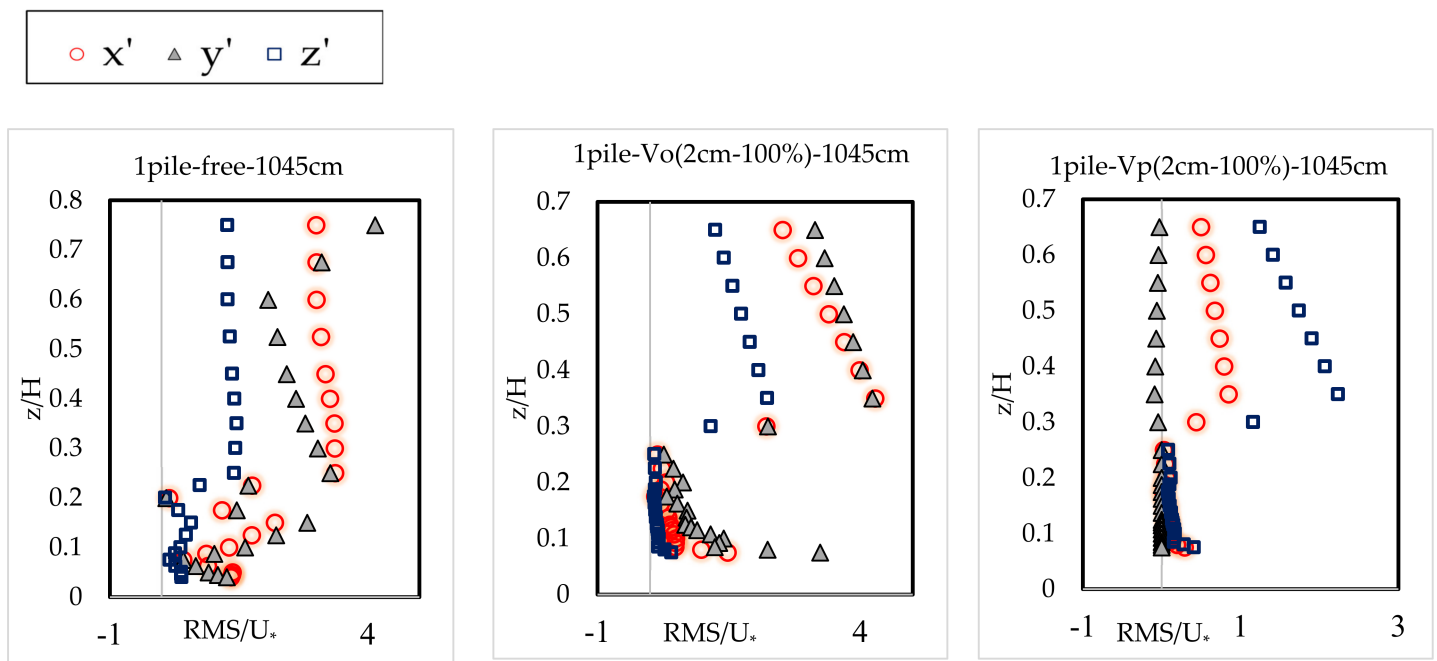 x' y' z'
1pile-free-1045cm
0.8
0.7
0.6
0.5
0.4
0.3
0.2
0.1
0
z/H
-1 RMS/U* 4
1pile-Vo(2cm-100%)-1045cm
0.7
0.6
0.5
0.4
0.3
0.2
0.1
0
z/H
-1 RMS/U* 4
1pile-Vp(2cm-100%)-1045cm
0.7
0.6
0.5
0.4
0.3
0.2
0.1
0
z/H
-1 RMS/U* 1 3